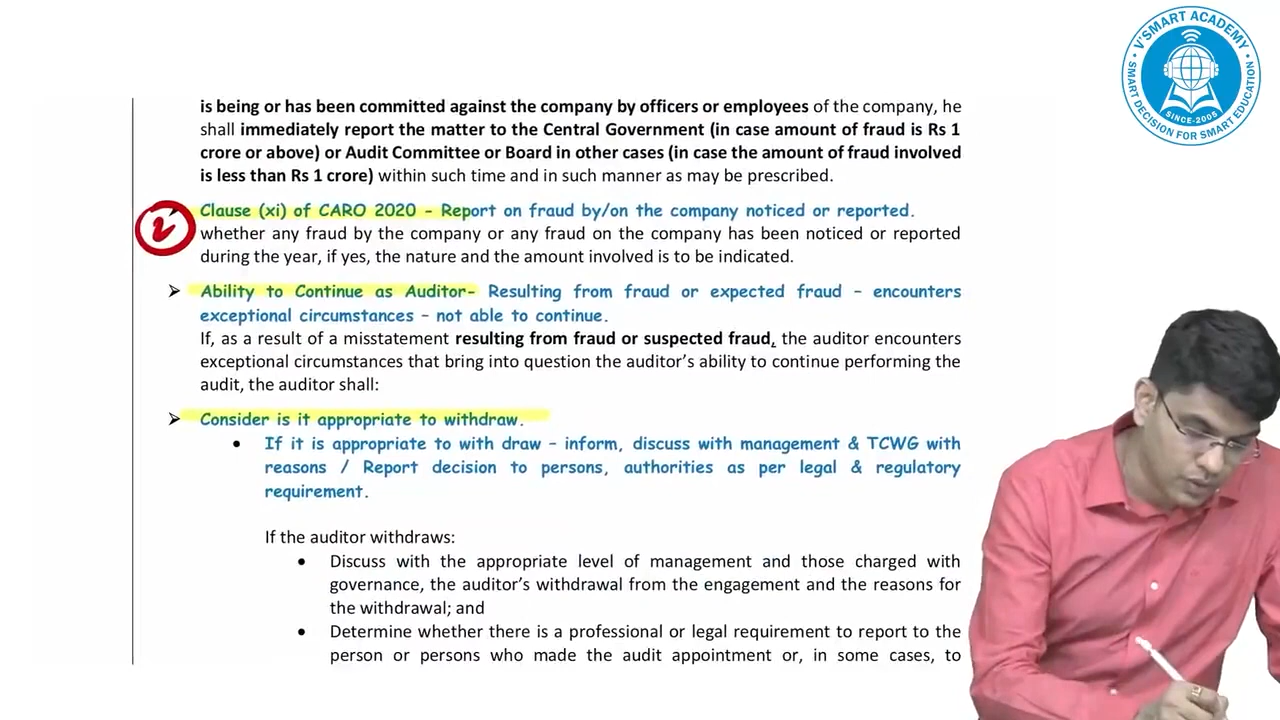 V'SMART ACADEMY
SMART DECISION FOR SMART EDUCATION
SINCE-2005
is being or has been committed against the company by officers or employees of the company, he
shall immediately report the matter to the Central Government (in case amount of fraud is Rs 1
crore or above) or Audit Committee or Board in other cases (in case the amount of fraud involved
is less than Rs 1 crore) within such time and in such manner as may be prescribed.
Clause (xi) of CARO 2020 – Report on fraud by/on the company noticed or reported.
whether any fraud by the company or any fraud on the company has been noticed or reported
during the year, if yes, the nature and the amount involved is to be indicated.
➢ Ability to Continue as Auditor- Resulting from fraud or expected fraud – encounters
exceptional circumstances – not able to continue.
If, as a result of a misstatement resulting from fraud or suspected fraud, the auditor encounters
exceptional circumstances that bring into question the auditor's ability to continue performing the
audit, the auditor shall:
➢ Consider is it appropriate to withdraw.
• If it is appropriate to with draw – inform, discuss with management & TCWG with
reasons / Report decision to persons, authorities as per legal & regulatory
requirement.
If the auditor withdraws:
• Discuss with the appropriate level of management and those charged with
governance, the auditor's withdrawal from the engagement and the reasons for
the withdrawal; and
• Determine whether there is a professional or legal requirement to report to the
person or persons who made the audit appointment or, in some cases, to